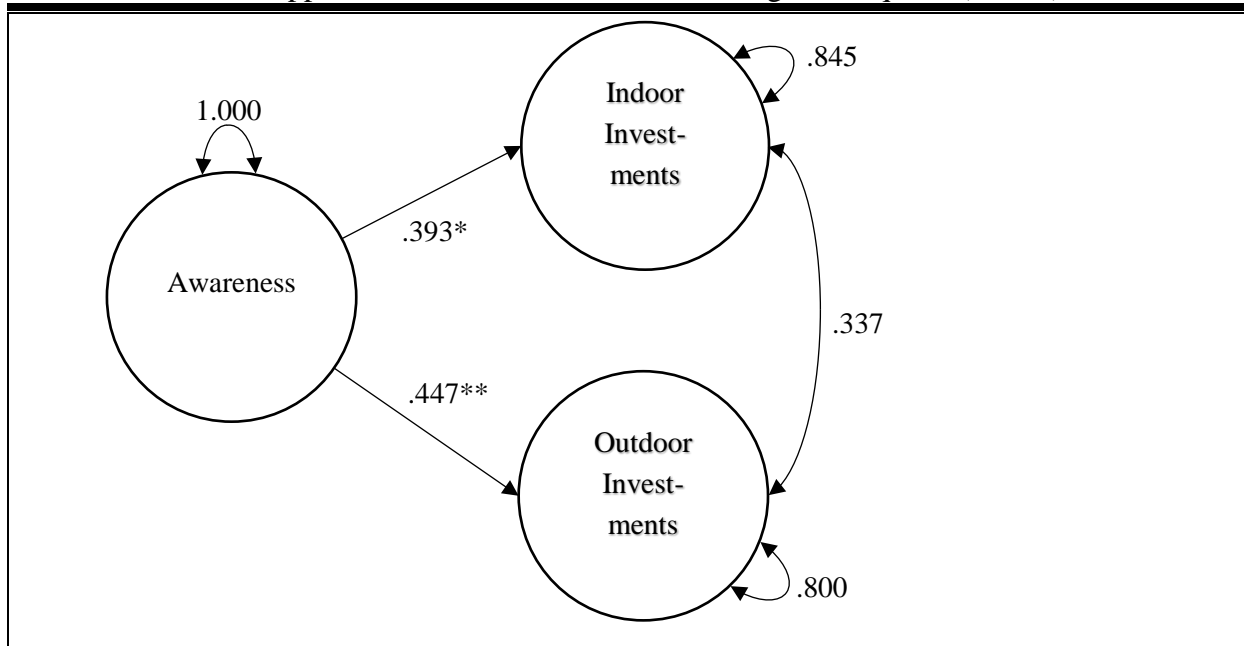 1.000
Awareness
.393*
.447**
Indoor
Invest-
ments
.845
.337
Outdoor
Invest-
ments
.800